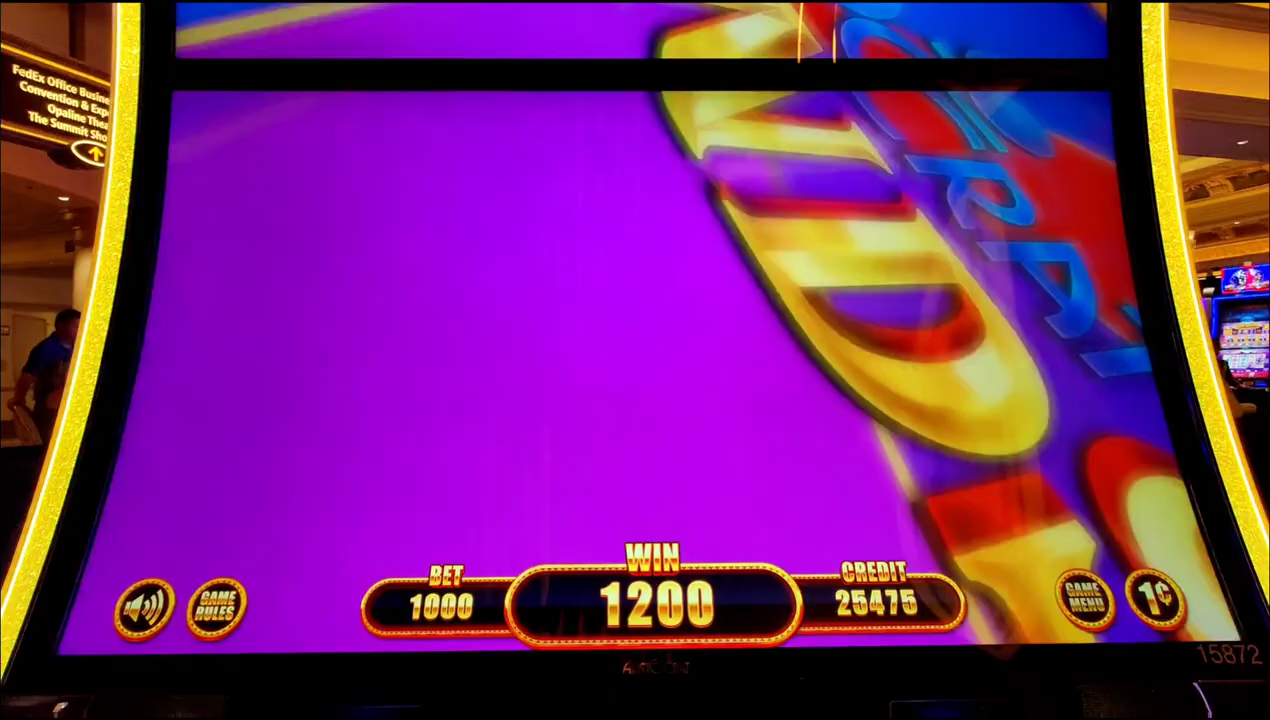 FedEx Office Busine
Convention & Exp
Opaline Thea
The Summit Sho
GAME
RULES
BET
1000
WIN
1200
CREDIT
25475
GAME
MENU
1¢
15872